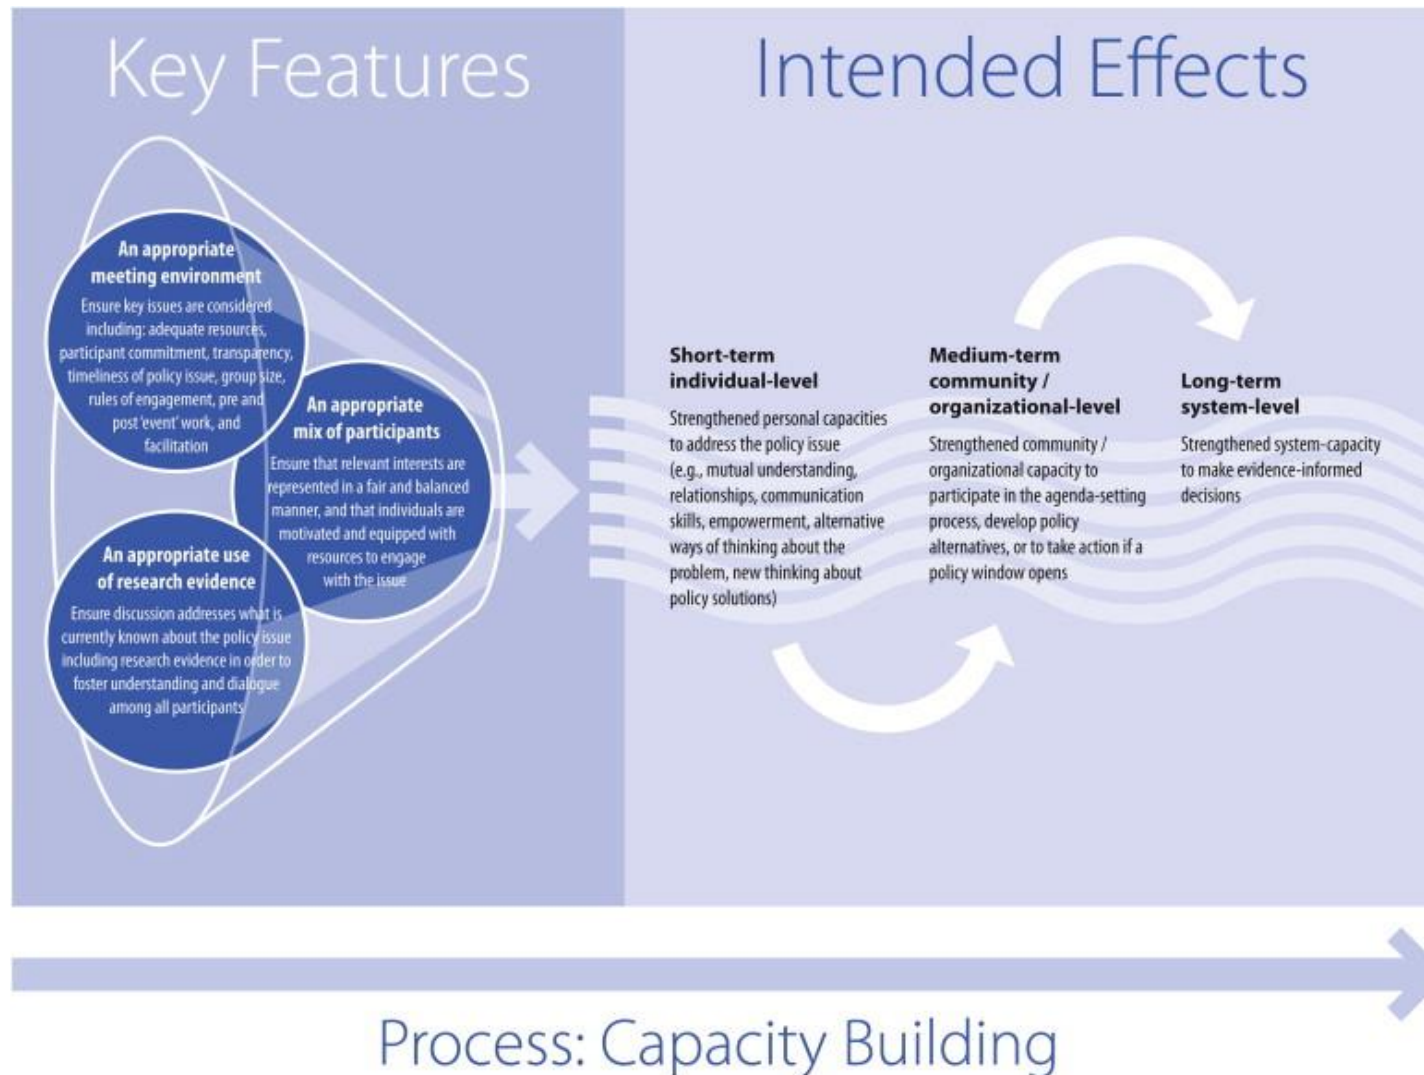 Key Features
An appropriate
meeting environment
Ensure key issues are considered
including: adequate resources,
participant commitment, transparency,
timeliness of policy issue, group size,
rules of engagement, pre and
post ‘event’ work, and
facilitation
An appropriate
mix of participants
Ensure that relevant interests are
represented in a fair and balanced
manner, and that individuals are
motivated and equipped with
resources to engage
with the issue
An appropriate use
of research evidence
Ensure discussion addresses what is
currently known about the policy issue
including research evidence in order to
foster understanding and dialogue
among all participants
Intended Effects
Short-term
individual-level
Strengthened personal capacities
to address the policy issue
(e.g., mutual understanding,
relationships, communication
skills, empowerment, alternative
ways of thinking about the
problem, new thinking about
policy solutions)
Medium-term
community /
organizational-level
Strengthened community /
organizational capacity to
participate in the agenda-setting
process, develop policy
alternatives, or to take action if a
policy window opens
Long-term
system-level
Strengthened system-capacity
to make evidence-informed
decisions
Process: Capacity Building